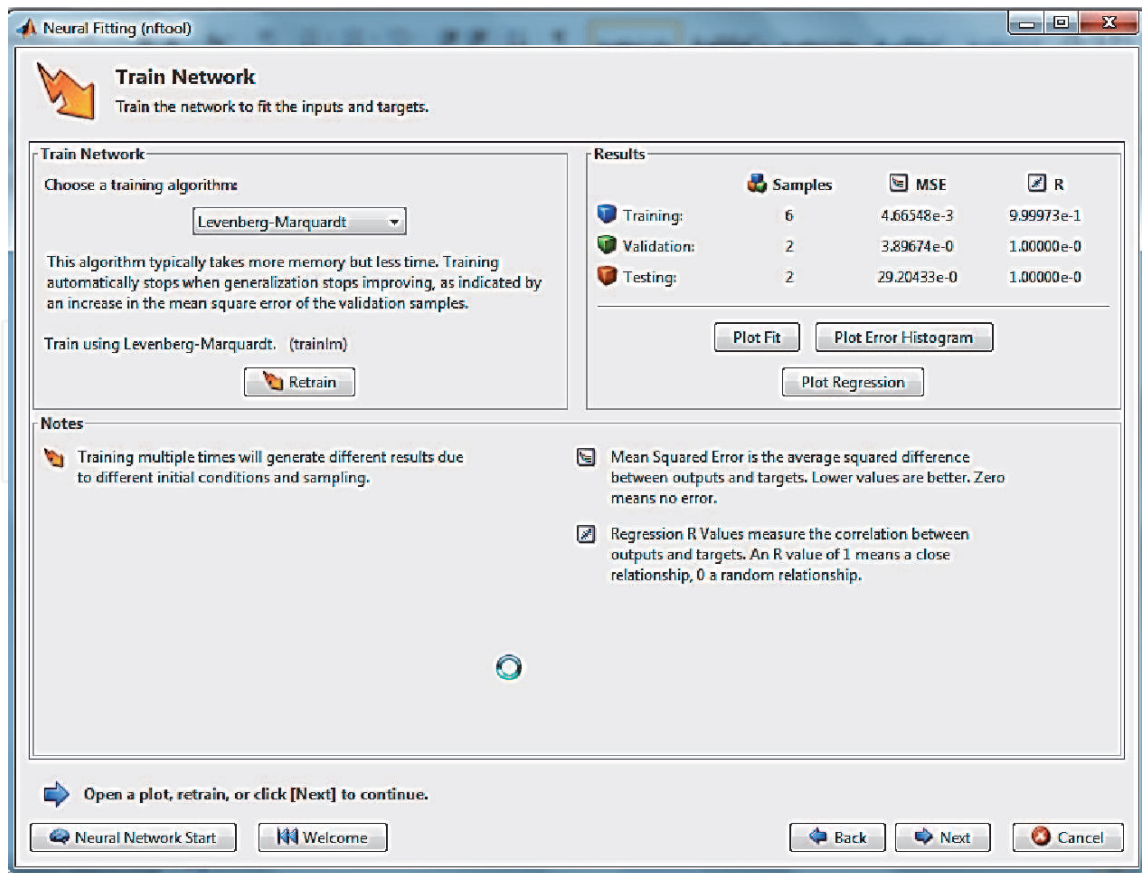 Neural Fitting (nftool)
Train Network
Train the network to fit the inputs and targets.
Train Network
Choose a training algorithm:
Levenberg-Marquardt
This algorithm typically takes more memory but less time. Training
automatically stops when generalization stops improving, as indicated by
an increase in the mean square error of the validation samples.
Train using Levenberg-Marquardt. (trainlm)
Retrain
Results
Samples MSE R
Training: 6 4.66548e-3 9.99973e-1
Validation: 2 3.89674e-0 1.00000e-0
Testing: 2 29.20433e-0 1.00000e-0
Plot Fit Plot Error Histogram
Plot Regression
Notes
Training multiple times will generate different results due
to different initial conditions and sampling.
Mean Squared Error is the average squared difference
between outputs and targets. Lower values are better. Zero
means no error.
Regression R Values measure the correlation between
outputs and targets. An R value of 1 means a close
relationship, 0 a random relationship.
Open a plot, retrain, or click [Next] to continue.
Neural Network Start Welcome Back Next Cancel